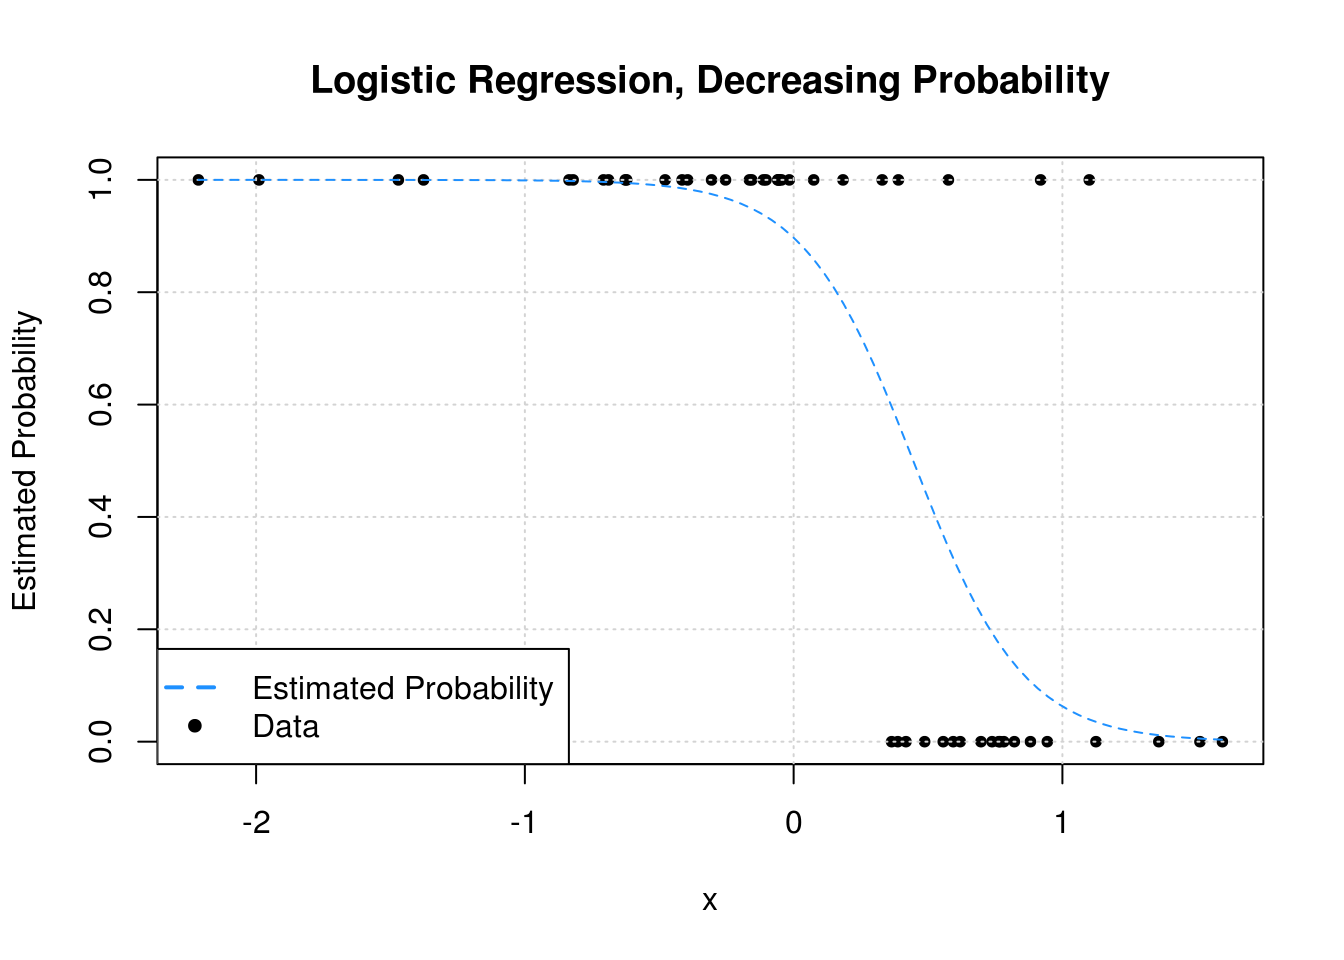 Logistic Regression, Decreasing Probability
Estimated Probability
1.0
0.8
0.6
0.4
0.2
0.0
Estimated Probability
Data
-2
-1
0
1
x